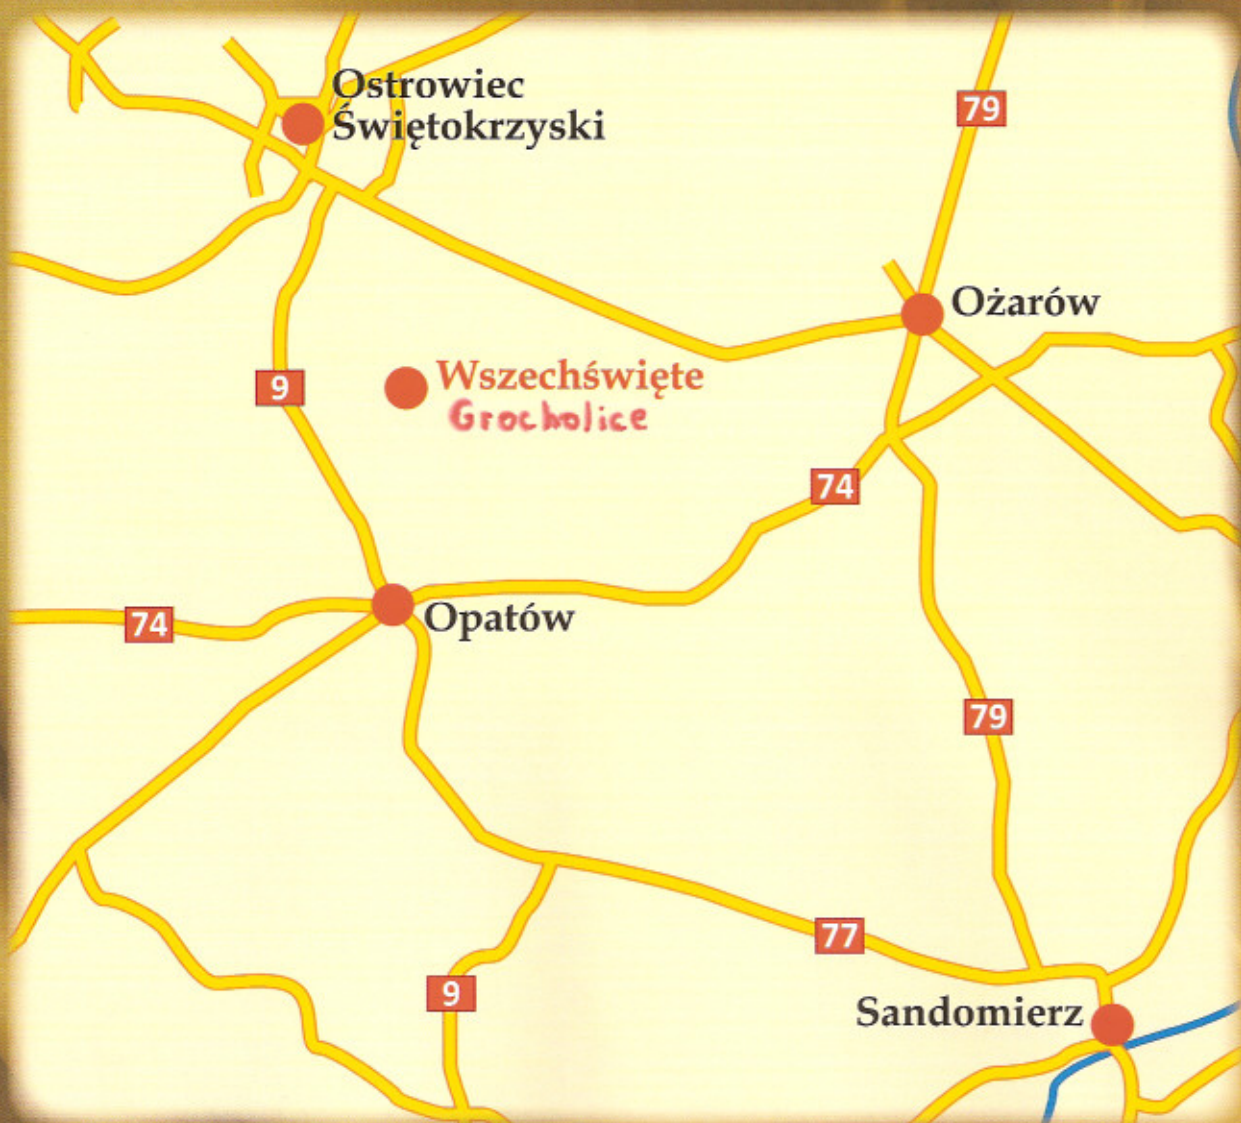 Ostrowiec
Świętokrzyski
79
Ożarów
Wszechświęte
9
Grocholice
74
Opatów
74
79
77
9
Sandomierz